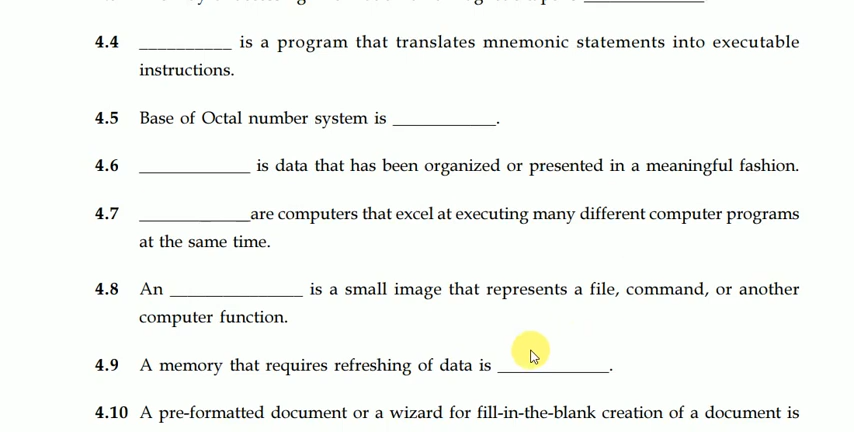 4.4 __________ is a program that translates mnemonic statements into executable
instructions.
4.5 Base of Octal number system is ___________.
4.6 ____________ is data that has been organized or presented in a meaningful fashion.
4.7 ____________are computers that excel at executing many different computer programs
at the same time.
4.8 An ______________ is a small image that represents a file, command, or another
computer function.
4.9 A memory that requires refreshing of data is ____________.
4.10 A pre-formatted document or a wizard for fill-in-the-blank creation of a document is